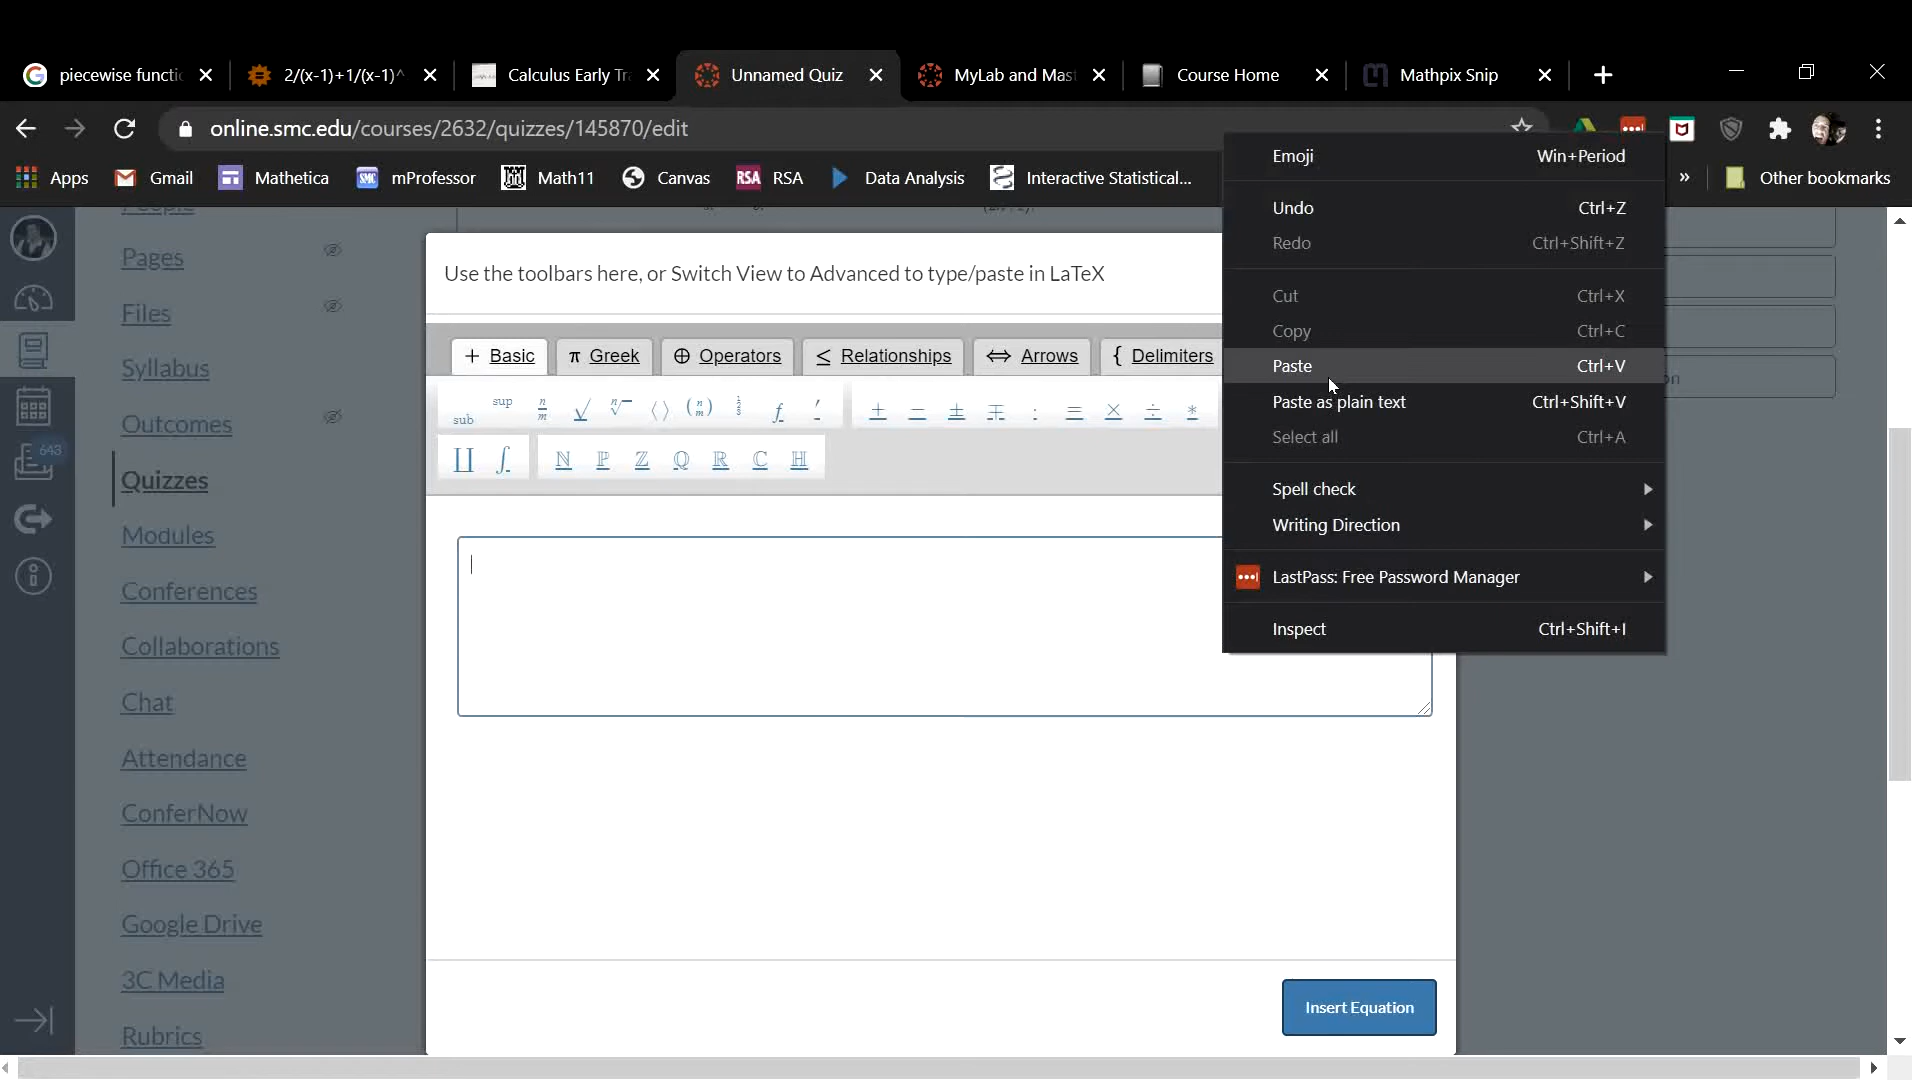 piecewise functi
2/(x-1)+1/(x-1)^
Calculus Early Tr
Unnamed Quiz
MyLab and Mas
Course Home
Mathpix Snip
online.smc.edu/courses/2632/quizzes/145870/edit
Apps
Gmail
Mathetica
mProfessor
Math11
Canvas
RSA
Data Analysis
Interactive Statistical...
»
Other bookmarks
People
Pages
Files
Syllabus
Outcomes
643
Quizzes
Modules
Conferences
Collaborations
Chat
Attendance
ConferNow
Office 365
Google Drive
3C Media
Rubrics
Use the toolbars here, or Switch View to Advanced to type/paste in LaTeX
+ Basic
π Greek
⊕ Operators
≤ Relationships
⇔ Arrows
{ Delimiters
sub sup n/m √ n√ ⟨ ⟩ (n m) f ′
+ − ± ∓ : = × ÷ *
∐ ∫ ℕ ℙ ℤ ℚ ℝ ℂ ℍ
Insert Equation
Emoji Win+Period
Undo Ctrl+Z
Redo Ctrl+Shift+Z
Cut Ctrl+X
Copy Ctrl+C
Paste Ctrl+V
Paste as plain text Ctrl+Shift+V
Select all Ctrl+A
Spell check
Writing Direction
LastPass: Free Password Manager
Inspect Ctrl+Shift+I